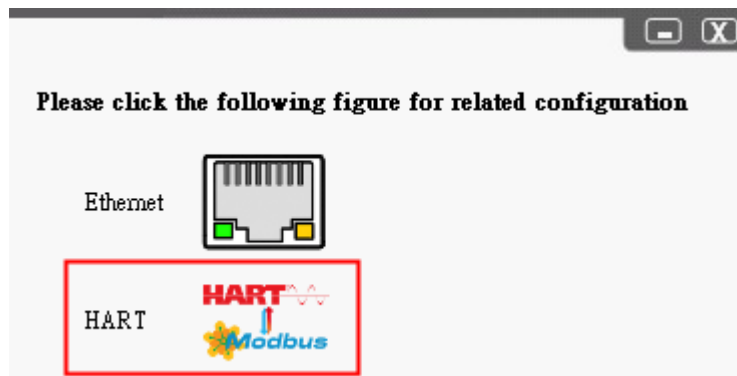 X
Please click the following figure for related configuration
Ethernet
HART
HART
Modbus